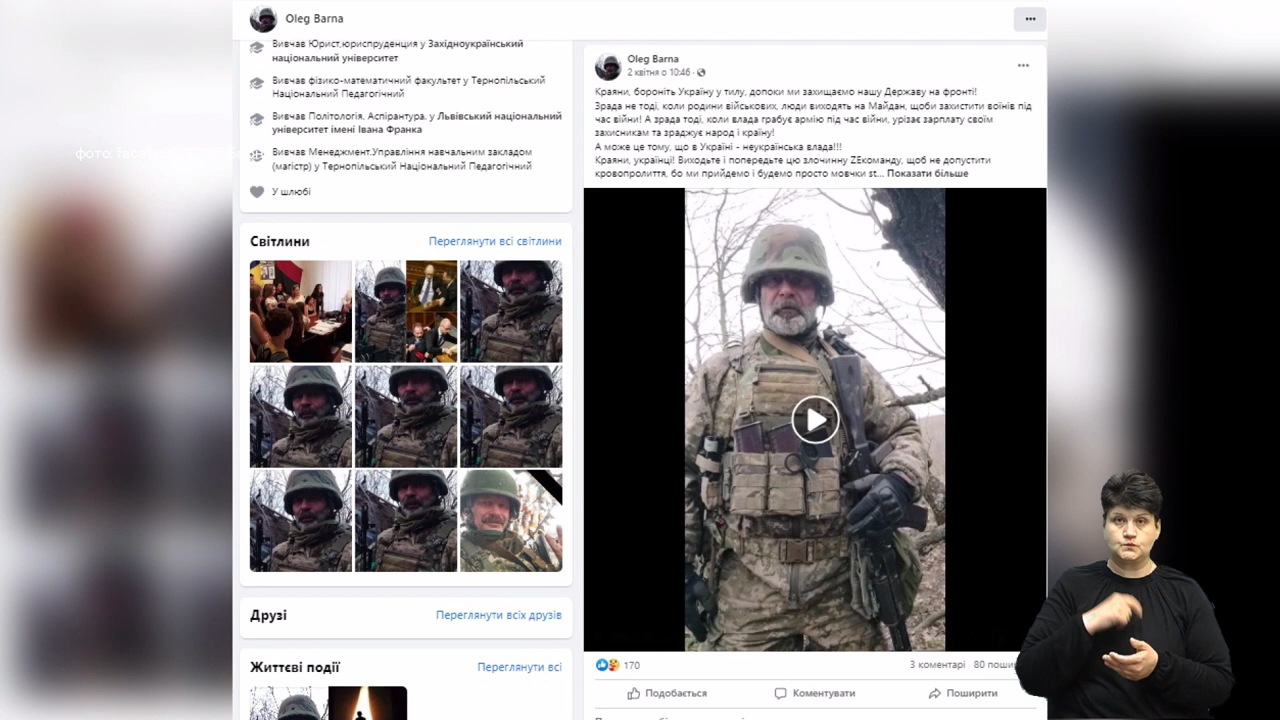 Oleg Barna
Вивчав Юрист,юриспруденція у Західноукраїнський
національний університет
Вивчав фізико-математичний факультет у Тернопільський
Національний Педагогічний
Вивчав Політологія. Аспірантура. у Львівський національний
університет імені Івана Франка
Вивчав Менеджмент.Управління навчальним закладом
(магістр) у Тернопільський Національний Педагогічний
У шлюбі
фото: facebook
Світлини
Переглянути всі світлини
Друзі
Переглянути всіх друзів
Життєві події
Переглянути всі
Oleg Barna
2 квітня о 10:46
Краяни, бороніть Україну у тилу, допоки ми захищаємо нашу Державу на фронті!
Зрада не тоді, коли родини військових, люди виходять на Майдан, щоби захистити воїнів під
час війни! А зрада тоді, коли влада грабує армію під час війни, урізає зарплату своїм
захисникам та зраджує народ і країну!
А може це тому, що в Україні - неукраїнська влада!!!
Краяни, українці! Виходьте і попередьте цю злочинну ZEкоманду, щоб не допустити
кровопролиття, бо ми прийдемо і будемо просто мовчки st... Показати більше
170
3 коментарі
80 пошир
Подобається
Коментувати
Поширити